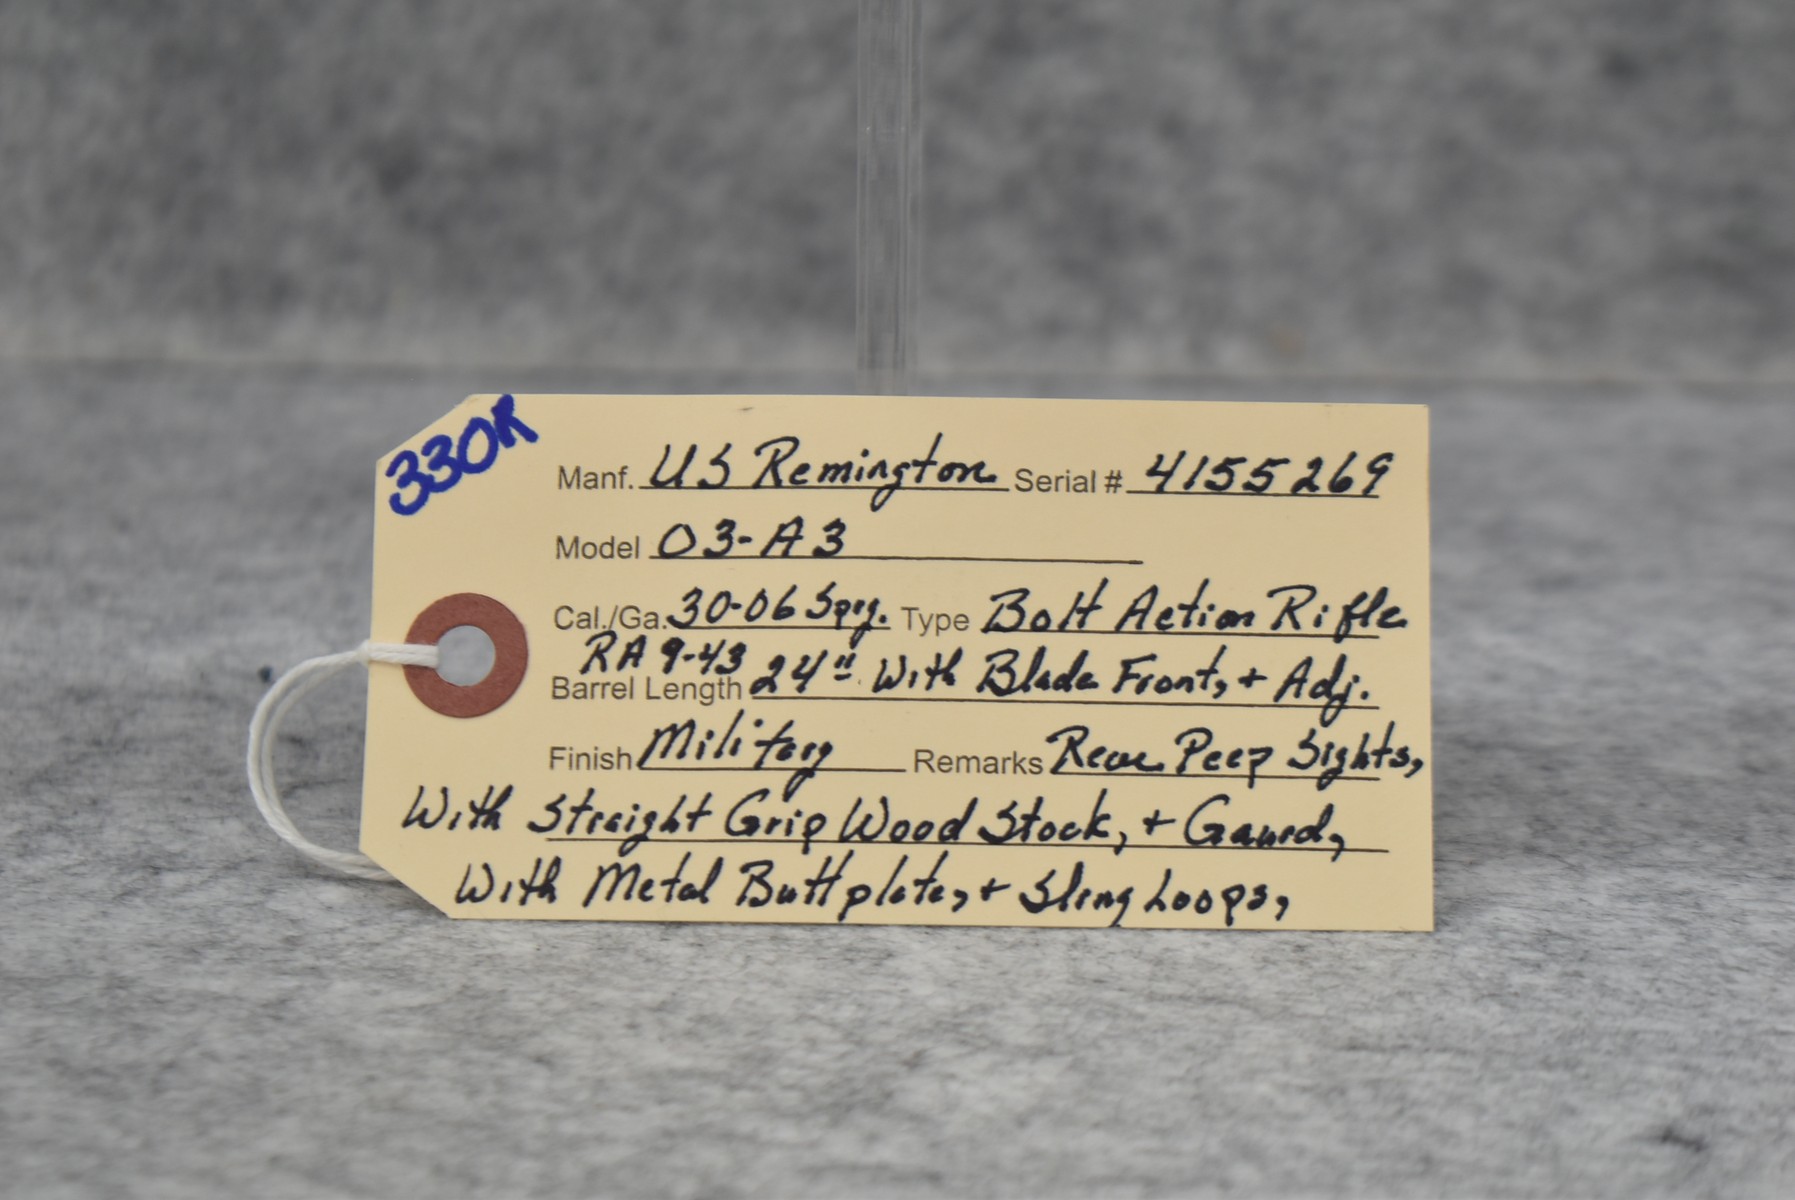 330R
Manf. US Remington Serial # 4155269
Model 03-A3
Cal./Ga. 30-06 Sprg. Type Bolt Action Rifle
RA 9-43
Barrel Length 24" With Blade Front, + Adj.
Finish Military Remarks Rear Peep Sights,
With Straight Grip Wood Stock, + Gaurd,
With Metal Buttplate, + Sling Loops,